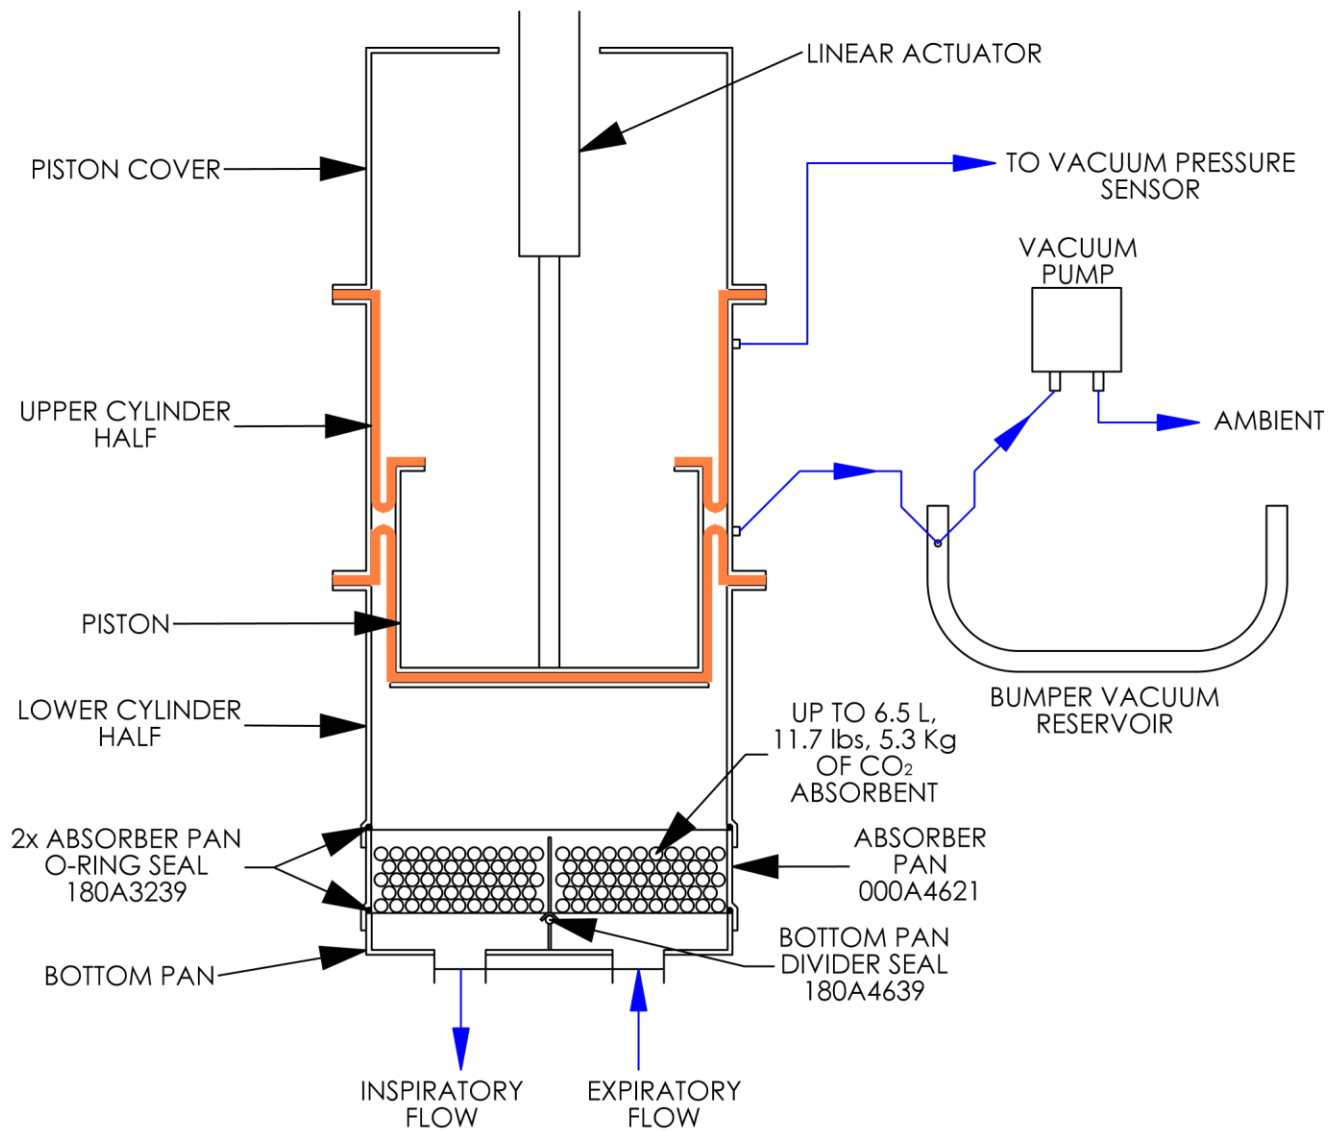 LINEAR ACTUATOR
PISTON COVER
TO VACUUM PRESSURE
SENSOR
VACUUM
PUMP
UPPER CYLINDER
HALF
AMBIENT
PISTON
LOWER CYLINDER
HALF
BUMPER VACUUM
RESERVOIR
UP TO 6.5 L,
11.7 lbs, 5.3 Kg
OF CO₂
ABSORBENT
2x ABSORBER PAN
O-RING SEAL
180A3239
ABSORBER
PAN
000A4621
BOTTOM PAN
BOTTOM PAN
DIVIDER SEAL
180A4639
INSPIRATORY
FLOW
EXPIRATORY
FLOW